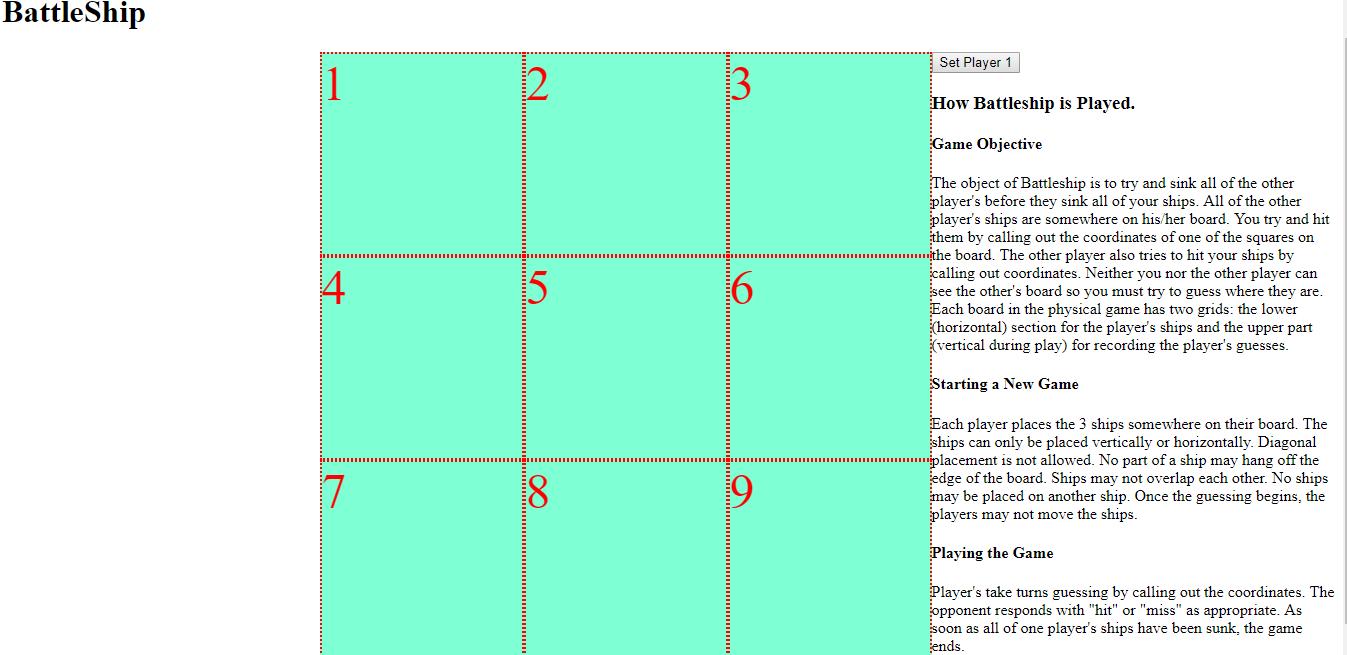 BattleShip
1
2
3
4
5
6
7
8
9
Set Player 1
How Battleship is Played.
Game Objective
The object of Battleship is to try and sink all of the other
player's before they sink all of your ships. All of the other
player's ships are somewhere on his/her board. You try and hit
them by calling out the coordinates of one of the squares on
the board. The other player also tries to hit your ships by
calling out coordinates. Neither you nor the other player can
see the other's board so you must try to guess where they are.
Each board in the physical game has two grids: the lower
(horizontal) section for the player's ships and the upper part
(vertical during play) for recording the player's guesses.
Starting a New Game
Each player places the 3 ships somewhere on their board. The
ships can only be placed vertically or horizontally. Diagonal
placement is not allowed. No part of a ship may hang off the
edge of the board. Ships may not overlap each other. No ships
may be placed on another ship. Once the guessing begins, the
players may not move the ships.
Playing the Game
Player's take turns guessing by calling out the coordinates. The
opponent responds with "hit" or "miss" as appropriate. As
soon as all of one player's ships have been sunk, the game
ends.